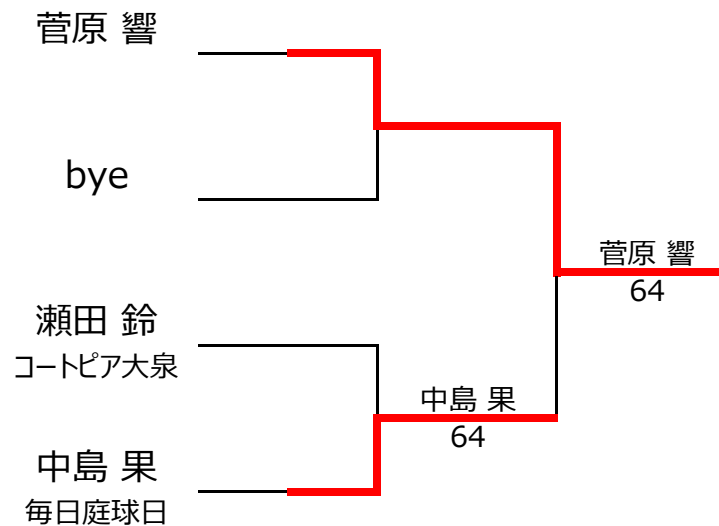 菅原 響
bye
菅原 響
64
瀬田 鈴
コートピア大泉
中島 果
64
中島 果
毎日庭球日